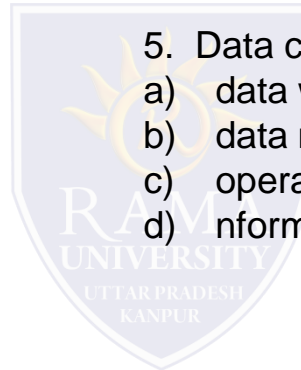 5. Data c
a) data
b) data
c) opera
d) nform
RAMA
UNIVERSITY
UTTAR PRADESH
KANPUR